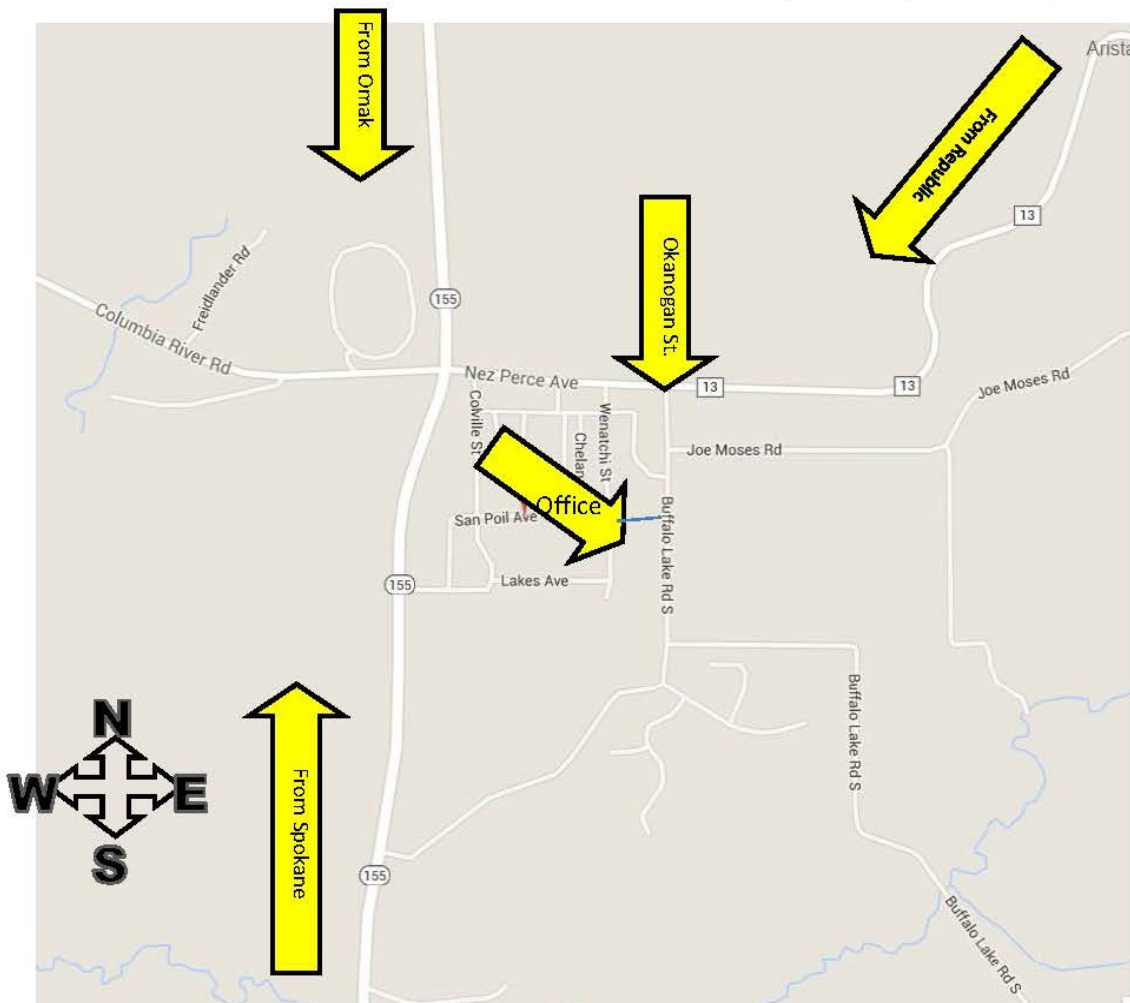 From Omak
Arista
From Republic
13
Freidlander Rd
Okanogan St.
155
Columbia River Rd
Nez Perce Ave
13
13
Joe Moses Rd
Colville St
Chelan
Wenatchi St
Joe Moses Rd
Office
San Poil Ave
Buffalo Lake Rd S
155
Lakes Ave
N
W
E
S
From Spokane
Buffalo Lake Rd S
155
Buffalo Lake Rd S